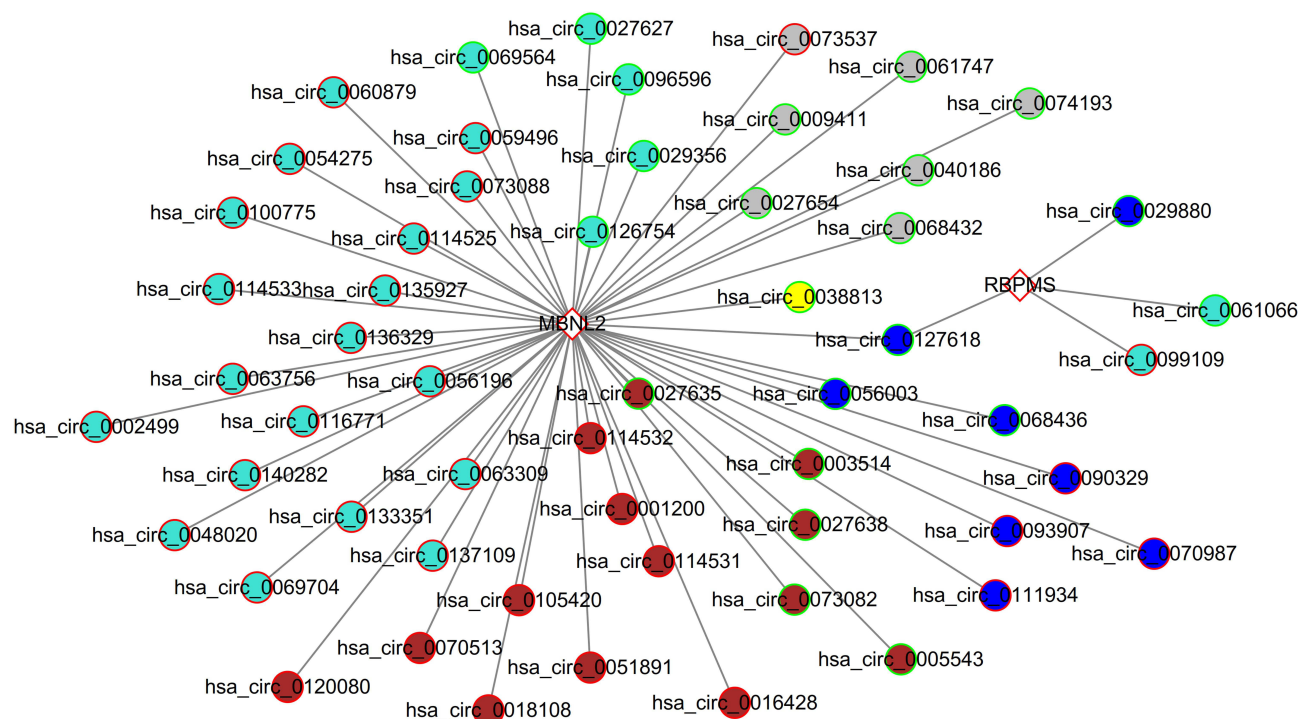 hsa_circ_0027627
hsa_circ_0073537
hsa_circ_0069564
hsa_circ_0061747
hsa_circ_0096596
hsa_circ_0060879
hsa_circ_0074193
hsa_circ_0009411
hsa_circ_0059496
hsa_circ_0029356
hsa_circ_0054275
hsa_circ_0040186
hsa_circ_0073088
hsa_circ_0027654
hsa_circ_0100775
hsa_circ_0029880
hsa_circ_0068432
hsa_circ_0126754
hsa_circ_0114525
RBPMS
hsa_circ_0114533
hsa_circ_0135927
hsa_circ_0038813
hsa_circ_0061066
MBNL2
hsa_circ_0136329
hsa_circ_0127618
hsa_circ_0099109
hsa_circ_0063756
hsa_circ_0056196
hsa_circ_0027635
hsa_circ_0056003
hsa_circ_0116771
hsa_circ_0068436
hsa_circ_0002499
hsa_circ_0114532
hsa_circ_0003514
hsa_circ_0140282
hsa_circ_0063309
hsa_circ_0090329
hsa_circ_0001200
hsa_circ_0133351
hsa_circ_0027638
hsa_circ_0093907
hsa_circ_0048020
hsa_circ_0137109
hsa_circ_0070987
hsa_circ_0114531
hsa_circ_0069704
hsa_circ_0111934
hsa_circ_0105420
hsa_circ_0073082
hsa_circ_0070513
hsa_circ_0005543
hsa_circ_0051891
hsa_circ_0120080
hsa_circ_0016428
hsa_circ_0018108